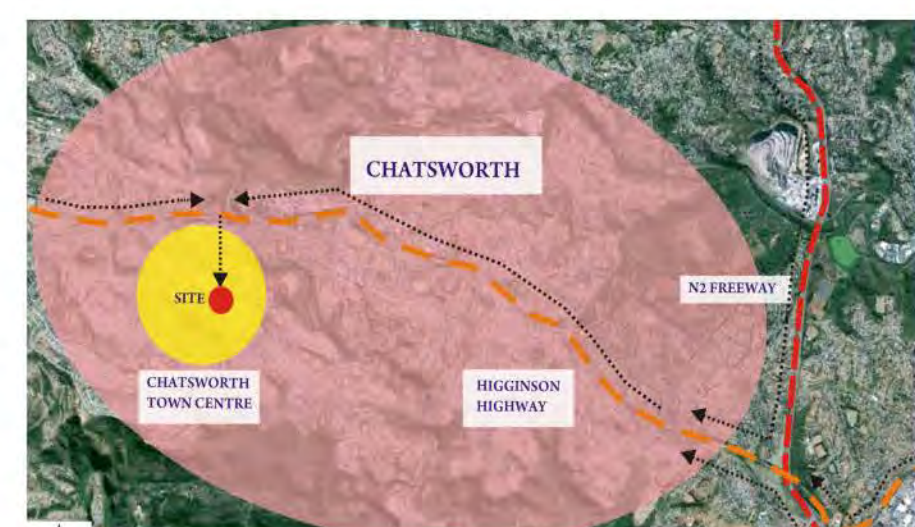 CHATSWORTH
SITE
N2 FREEWAY
CHATSWORTH
TOWN CENTRE
HIGGINSON
HIGHWAY